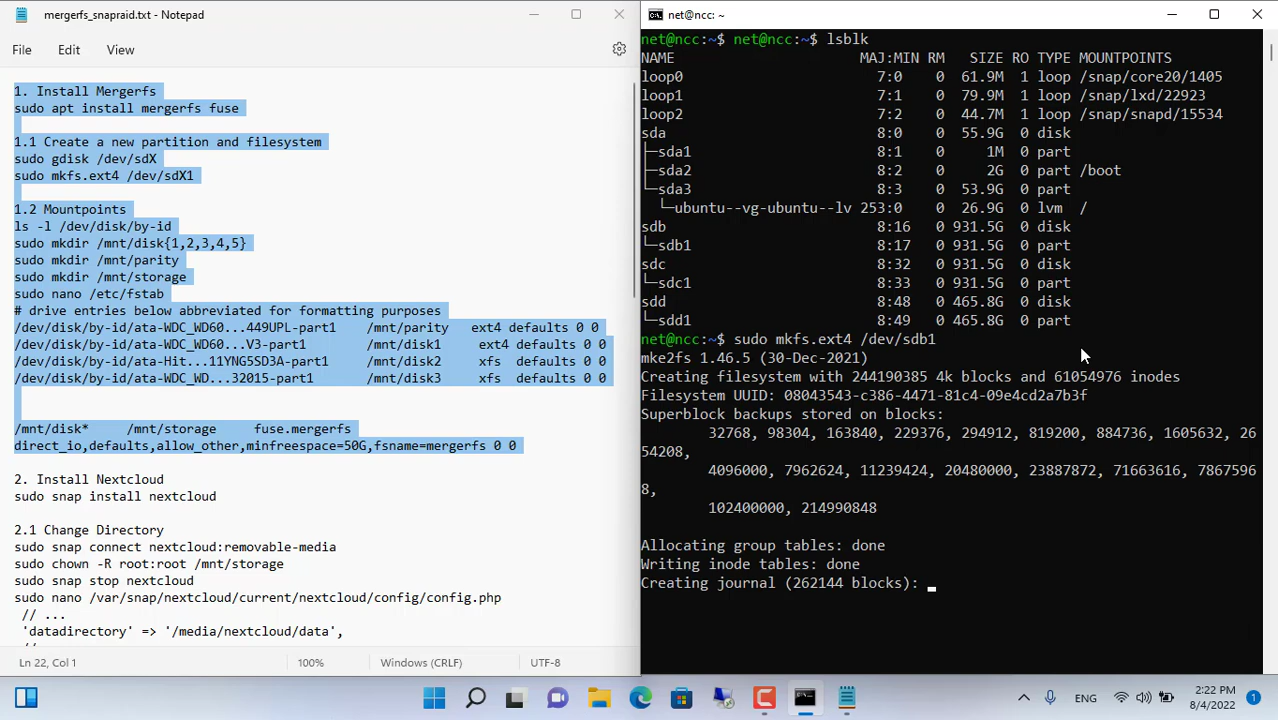 mergerfs_snapraid.txt - Notepad
File Edit View
1. Install Mergerfs
sudo apt install mergerfs fuse
1.1 Create a new partition and filesystem
sudo gdisk /dev/sdX
sudo mkfs.ext4 /dev/sdX1
1.2 Mountpoints
ls -l /dev/disk/by-id
sudo mkdir /mnt/disk{1,2,3,4,5}
sudo mkdir /mnt/parity
sudo mkdir /mnt/storage
sudo nano /etc/fstab
# drive entries below abbreviated for formatting purposes
/dev/disk/by-id/ata-WDC_WD60...449UPL-part1 /mnt/parity ext4 defaults 0 0
/dev/disk/by-id/ata-WDC_WD60...V3-part1 /mnt/disk1 ext4 defaults 0 0
/dev/disk/by-id/ata-Hit...11YNG5SD3A-part1 /mnt/disk2 xfs defaults 0 0
/dev/disk/by-id/ata-WDC_WD60...32015-part1 /mnt/disk3 xfs defaults 0 0
/mnt/disk* /mnt/storage fuse.mergerfs
direct_io,defaults,allow_other,minfreespace=50G,fsname=mergerfs 0 0
2. Install Nextcloud
sudo snap install nextcloud
2.1 Change Directory
sudo snap connect nextcloud:removable-media
sudo chown -R root:root /mnt/storage
sudo snap stop nextcloud
sudo nano /var/snap/nextcloud/current/nextcloud/config/config.php
// ...
'datadirectory' => '/media/nextcloud/data',
Ln 22, Col 1 100% Windows (CRLF) UTF-8
net@ncc: ~
net@ncc:~$ net@ncc:~$ lsblk
NAME MAJ:MIN RM SIZE RO TYPE MOUNTPOINTS
loop0 7:0 0 61.9M 1 loop /snap/core20/1405
loop1 7:1 0 79.9M 1 loop /snap/lxd/22923
loop2 7:2 0 44.7M 1 loop /snap/snapd/15534
sda 8:0 0 55.9G 0 disk
├─sda1 8:1 0 1M 0 part
├─sda2 8:2 0 2G 0 part /boot
└─sda3 8:3 0 53.9G 0 part
└─ubuntu--vg-ubuntu--lv 253:0 0 26.9G 0 lvm /
sdb 8:16 0 931.5G 0 disk
└─sdb1 8:17 0 931.5G 0 part
sdc 8:32 0 931.5G 0 disk
└─sdc1 8:33 0 931.5G 0 part
sdd 8:48 0 465.8G 0 disk
└─sdd1 8:49 0 465.8G 0 part
net@ncc:~$ sudo mkfs.ext4 /dev/sdb1
mke2fs 1.46.5 (30-Dec-2021)
Creating filesystem with 244190385 4k blocks and 61054976 inodes
Filesystem UUID: 08043543-c386-4471-81c4-09e4cd2a7b3f
Superblock backups stored on blocks:
32768, 98304, 163840, 229376, 294912, 819200, 884736, 1605632, 26
54208,
4096000, 7962624, 11239424, 20480000, 23887872, 71663616, 7867596
8,
102400000, 214990848
Allocating group tables: done
Writing inode tables: done
Creating journal (262144 blocks):
ENG
2:22 PM
8/4/2022
1